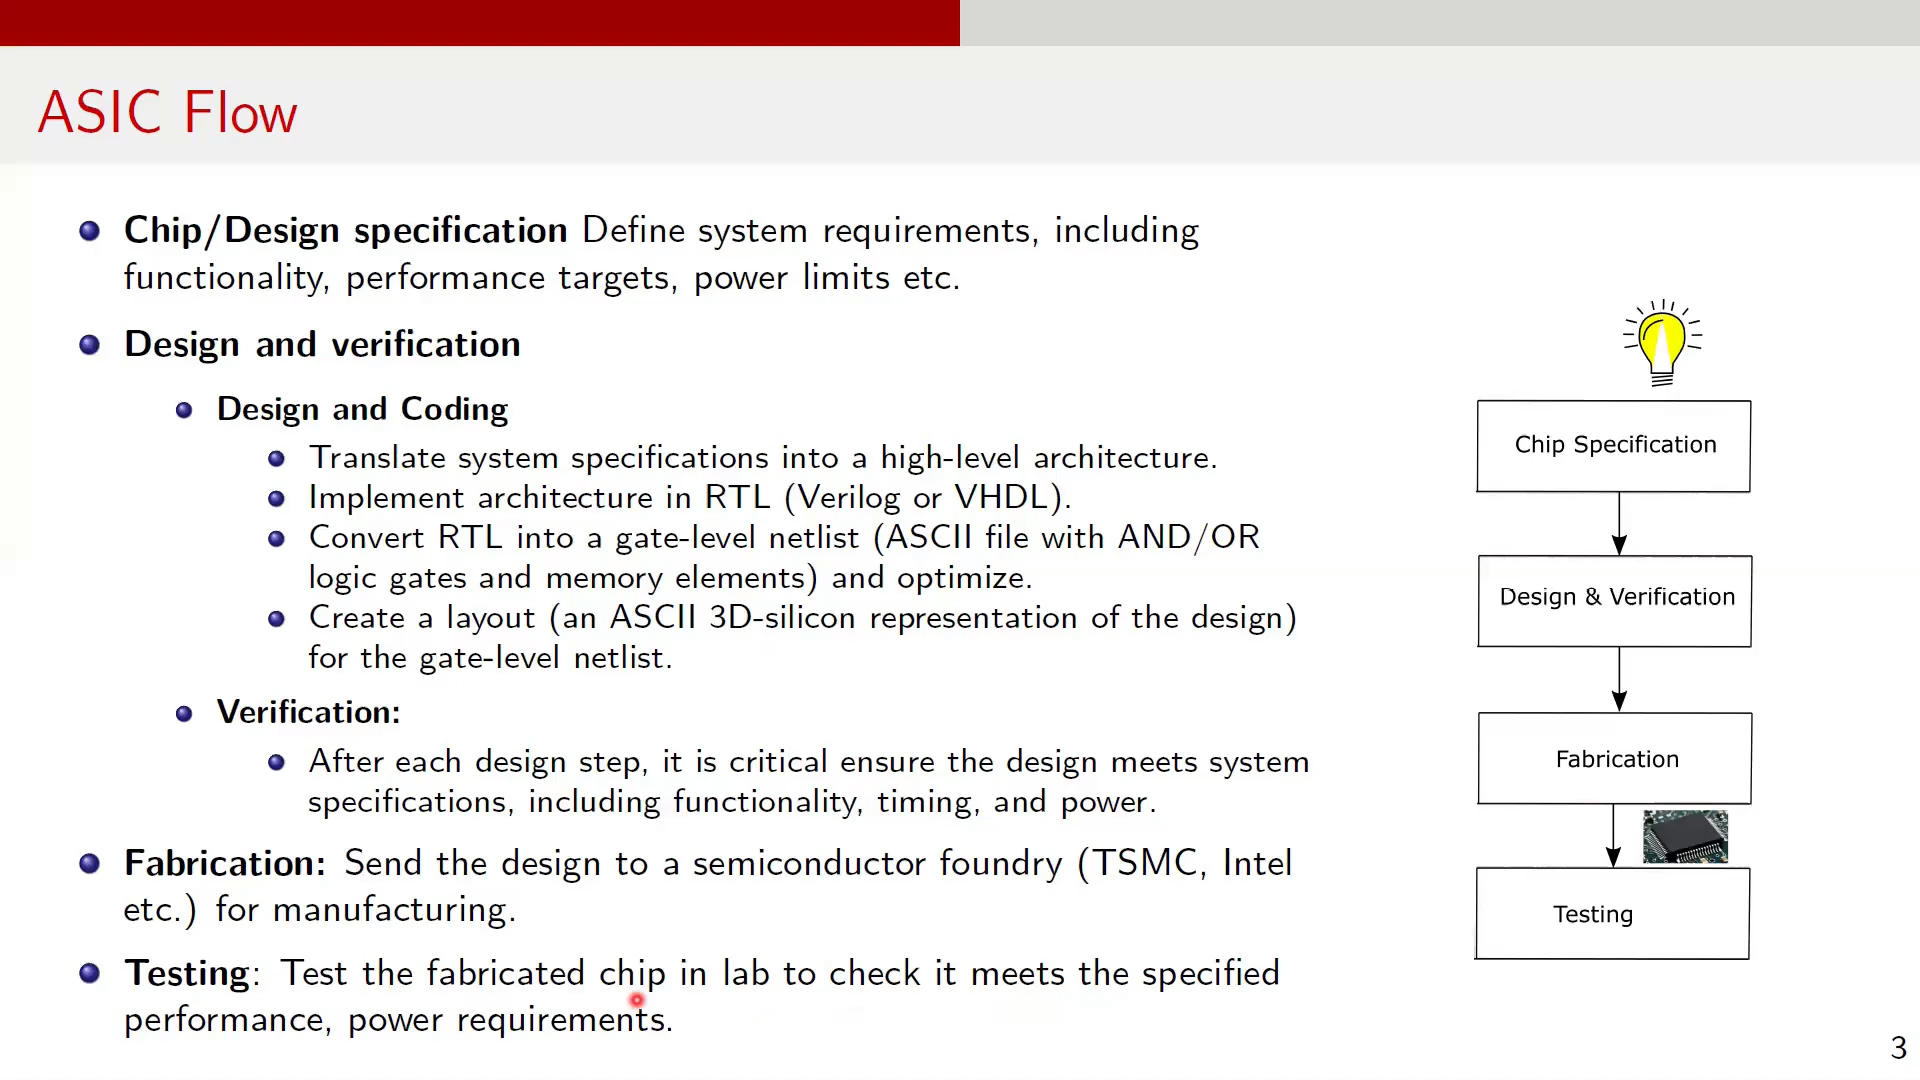 ASIC Flow
Chip/Design specification Define system requirements, including
functionality, performance targets, power limits etc.
Design and verification
Design and Coding
Translate system specifications into a high-level architecture.
Implement architecture in RTL (Verilog or VHDL).
Convert RTL into a gate-level netlist (ASCII file with AND/OR
logic gates and memory elements) and optimize.
Create a layout (an ASCII 3D-silicon representation of the design)
for the gate-level netlist.
Verification:
After each design step, it is critical ensure the design meets system
specifications, including functionality, timing, and power.
Fabrication: Send the design to a semiconductor foundry (TSMC, Intel
etc.) for manufacturing.
Testing: Test the fabricated chip in lab to check it meets the specified
performance, power requirements.
Chip Specification
Design & Verification
Fabrication
Testing
3